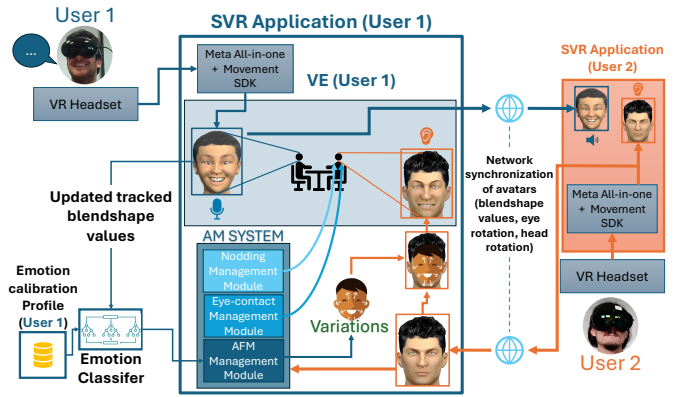 User 1
...
VR Headset
SVR Application (User 1)
Meta All-in-one
+ Movement
SDK
VE (User 1)
Updated tracked
blendshape
values
AM SYSTEM
Nodding
Management
Module
Eye-contact
Management
Module
AFM
Management
Module
Variations
Emotion
calibration
Profile
(User 1)
Emotion
Classifer
Network
synchronization
of avatars
(blendshape
values, eye
rotation, head
rotation)
SVR Application
(User 2)
Meta All-in-one
+ Movement
SDK
VR Headset
User 2